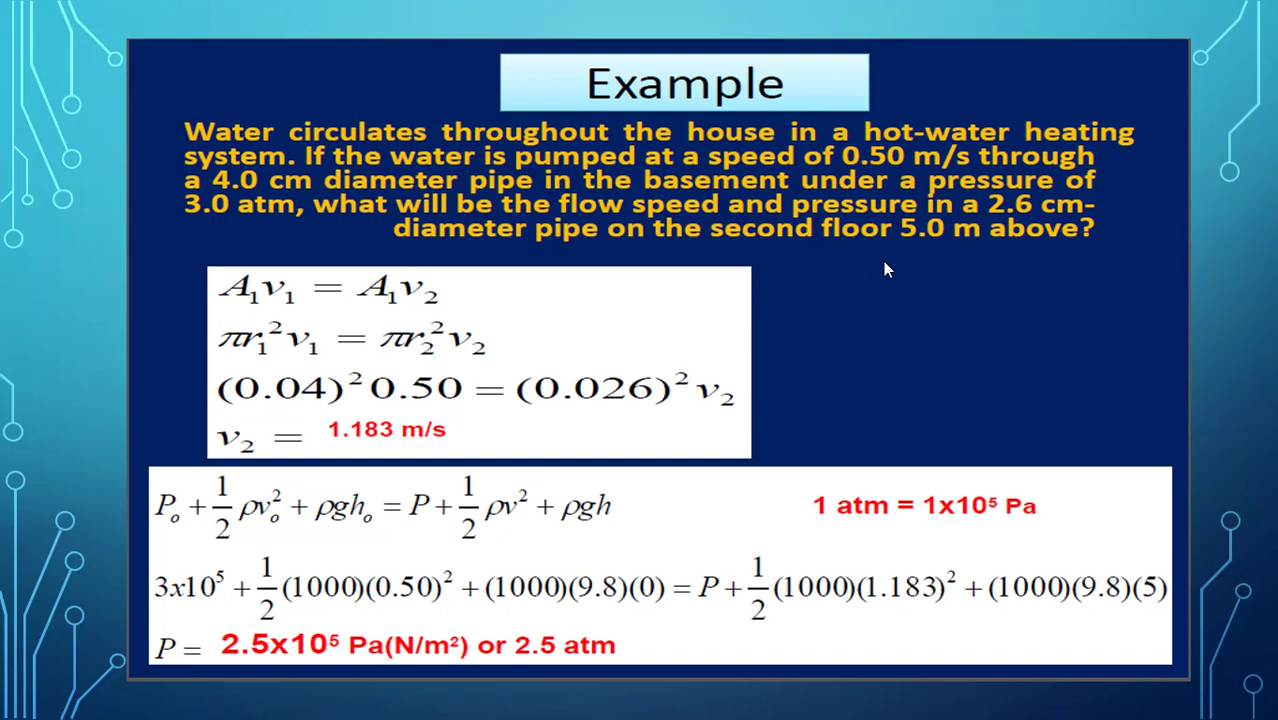 Example
Water circulates throughout the house in a hot-water heating
system. If the water is pumped at a speed of 0.50 m/s through
a 4.0 cm diameter pipe in the basement under a pressure of
3.0 atm, what will be the flow speed and pressure in a 2.6 cm-
diameter pipe on the second floor 5.0 m above?
A₁v₁ = A₁v₂
πr₁²v₁ = πr₂²v₂
(0.04)²0.50 = (0.026)²v₂
v₂ = 1.183 m/s
Pₒ + 1/2 ρvₒ² + ρghₒ = P + 1/2 ρv² + ρgh
1 atm = 1x10⁵ Pa
3x10⁵ + 1/2 (1000)(0.50)² + (1000)(9.8)(0) = P + 1/2 (1000)(1.183)² + (1000)(9.8)(5)
P = 2.5x10⁵ Pa(N/m²) or 2.5 atm